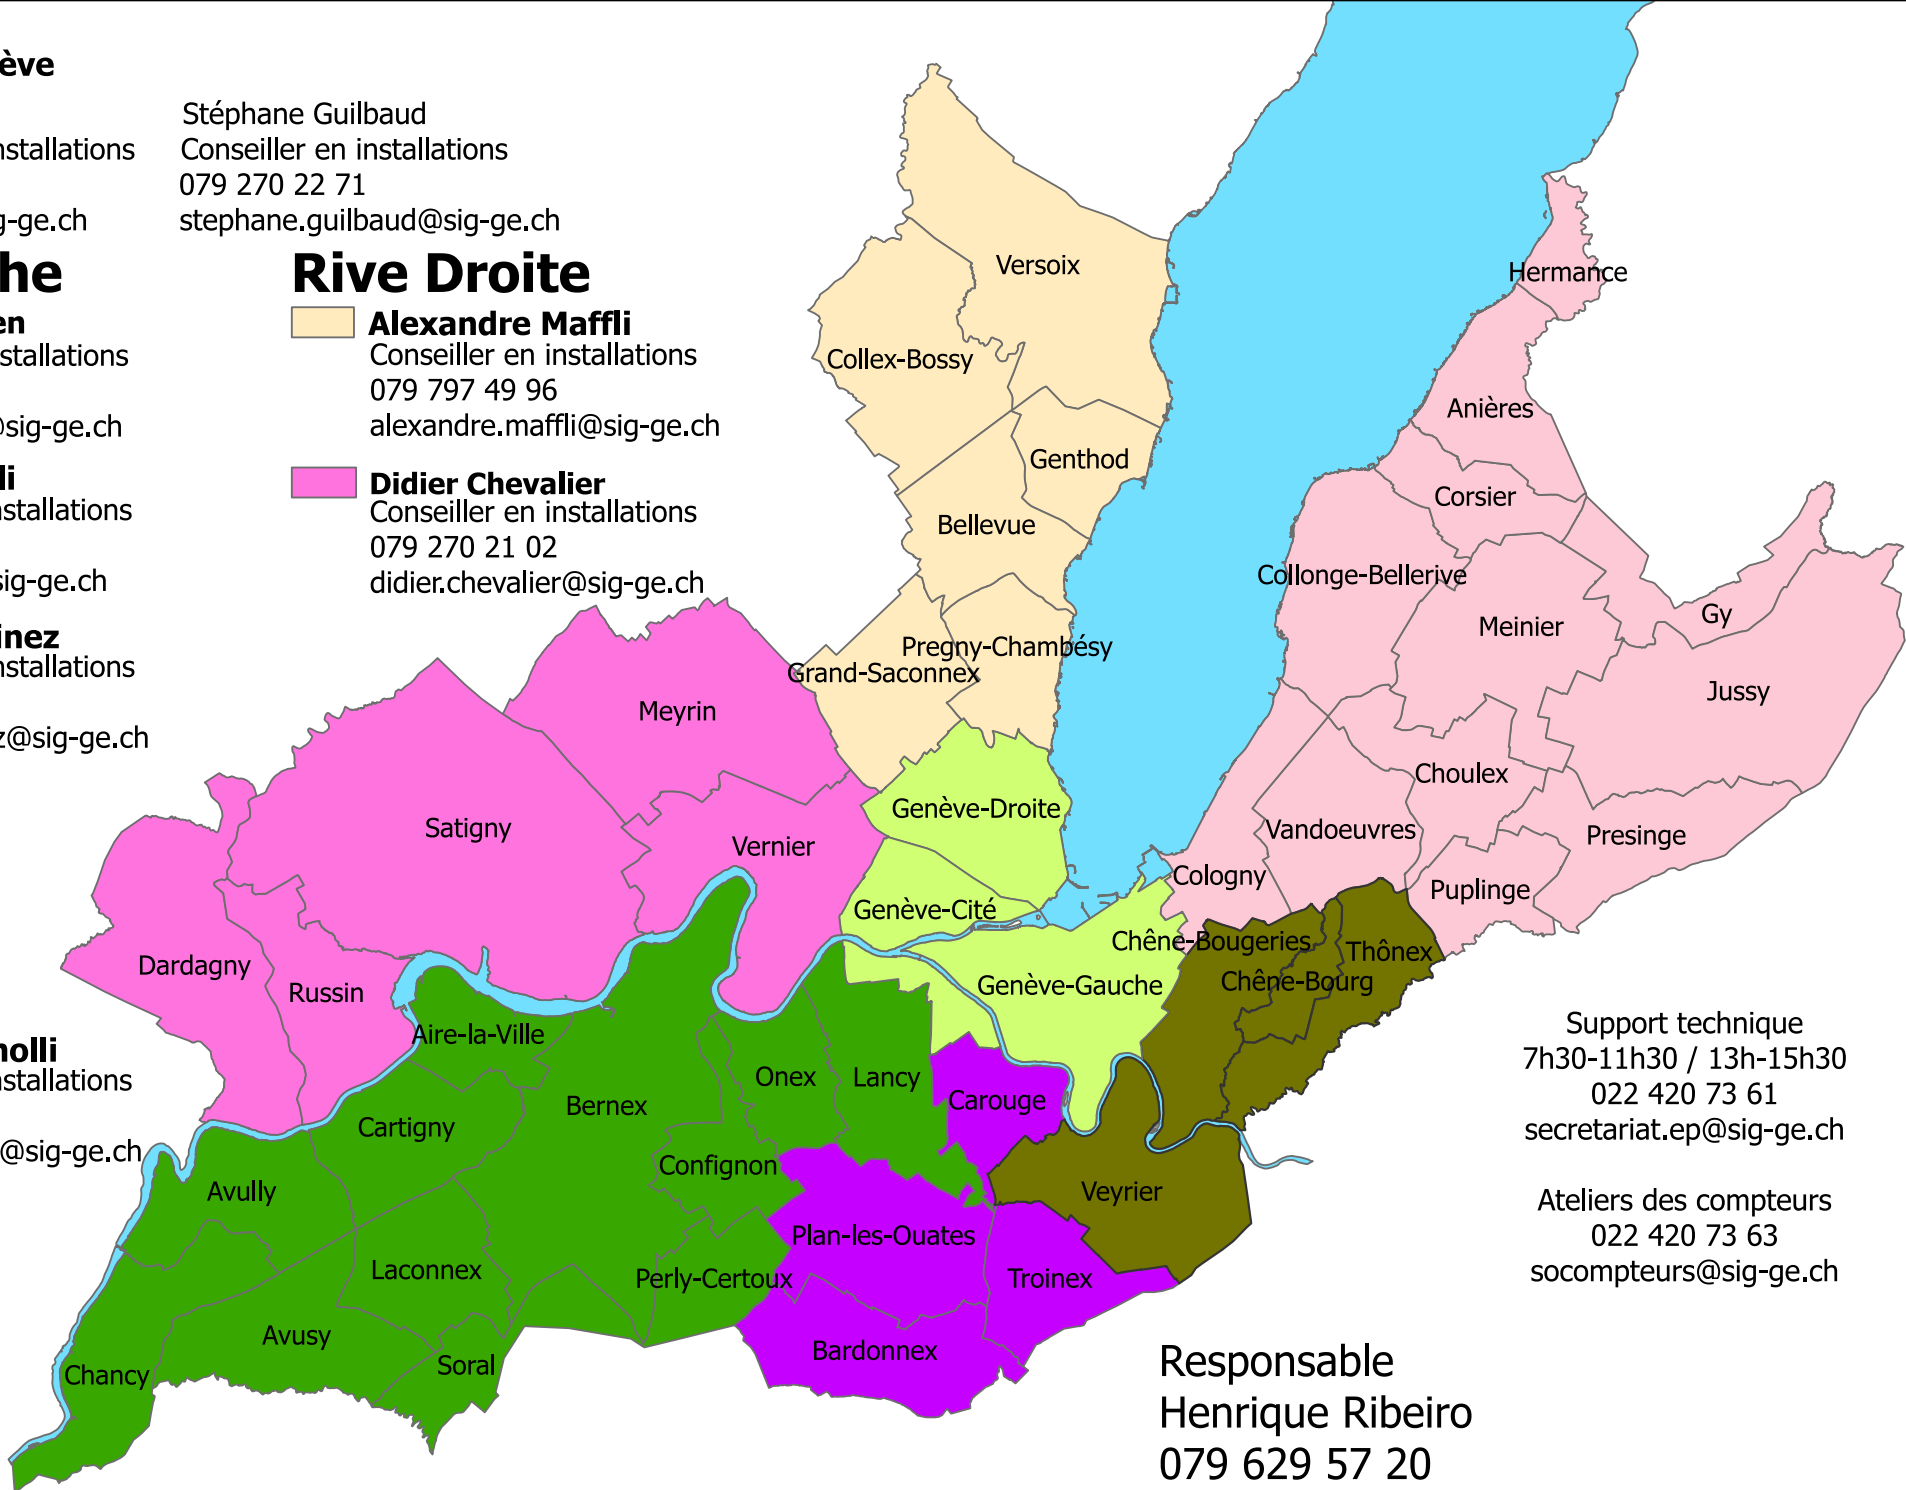 ève
Stéphane Guilbaud
nstallations
Conseiller en installations
079 270 22 71
g-ge.ch
stephane.guilbaud@sig-ge.ch
he
Rive Droite
en
stallations
@sig-ge.ch
li
nstallations
sig-ge.ch
inez
nstallations
z@sig-ge.ch
nolli
nstallations
@sig-ge.ch
Alexandre Maffli
Conseiller en installations
079 797 49 96
alexandre.maffli@sig-ge.ch
Didier Chevalier
Conseiller en installations
079 270 21 02
didier.chevalier@sig-ge.ch
Versoix
Hermance
Collex-Bossy
Anières
Genthod
Corsier
Bellevue
Collonge-Bellerive
Gy
Meinier
Pregny-Chambésy
Grand-Saconnex
Jussy
Meyrin
Choulex
Genève-Droite
Satigny
Vandoeuvres
Presinge
Vernier
Cologny
Puplinge
Genève-Cité
Chêne-Bougeries
Thônex
Dardagny
Chêne-Bourg
Genève-Gauche
Russin
Aire-la-Ville
Onex
Lancy
Carouge
Bernex
Cartigny
Confignon
Avully
Veyrier
Plan-les-Ouates
Laconnex
Perly-Certoux
Troinex
Avusy
Bardonnex
Soral
Chancy
Support technique
7h30-11h30 / 13h-15h30
022 420 73 61
secretariat.ep@sig-ge.ch
Ateliers des compteurs
022 420 73 63
socompteurs@sig-ge.ch
Responsable
Henrique Ribeiro
079 629 57 20